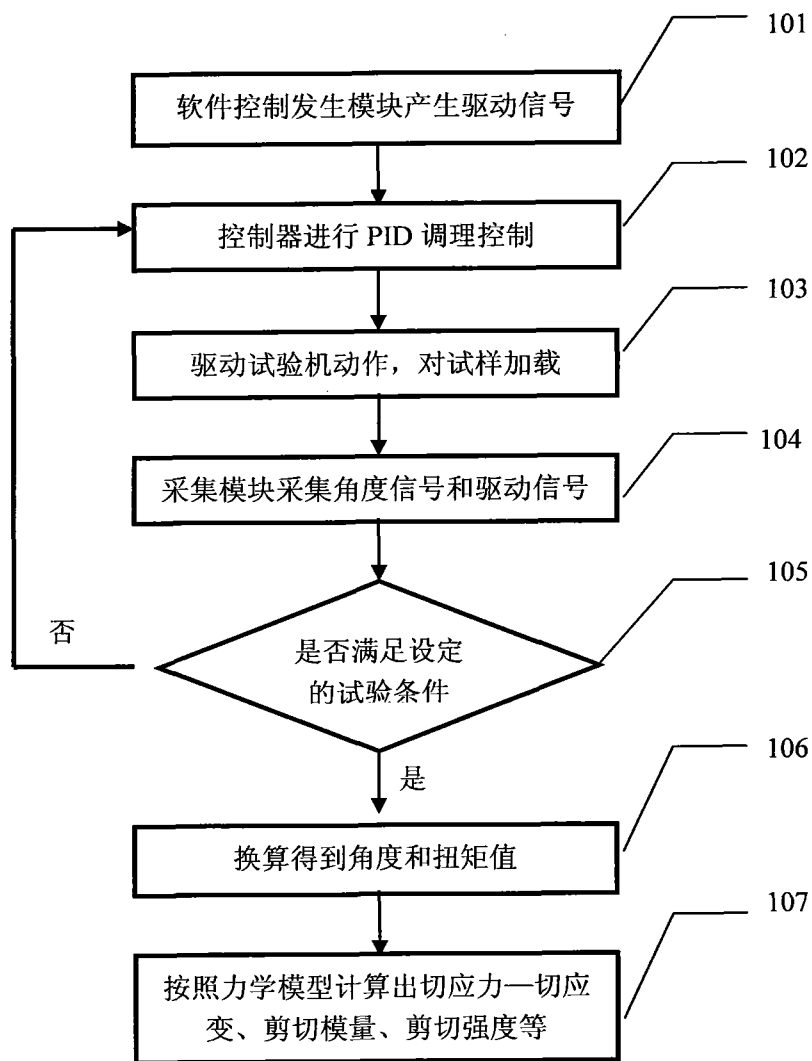 101
软件控制发生模块产生驱动信号
102
控制器进行 PID 调理控制
103
驱动试验机动作，对试样加载
104
采集模块采集角度信号和驱动信号
105
否
是否满足设定
的试验条件
106
是
换算得到角度和扭矩值
107
按照力学模型计算出切应力—切应
变、剪切模量、剪切强度等